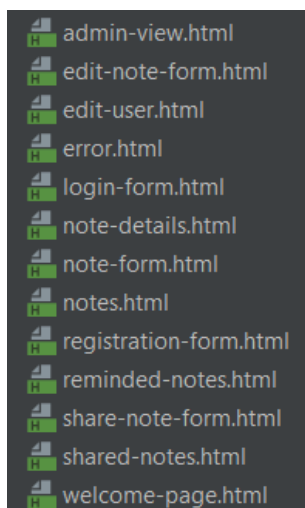 admin-view.html
edit-note-form.html
edit-user.html
error.html
login-form.html
note-details.html
note-form.html
notes.html
registration-form.html
reminded-notes.html
share-note-form.html
shared-notes.html
welcome-page.html